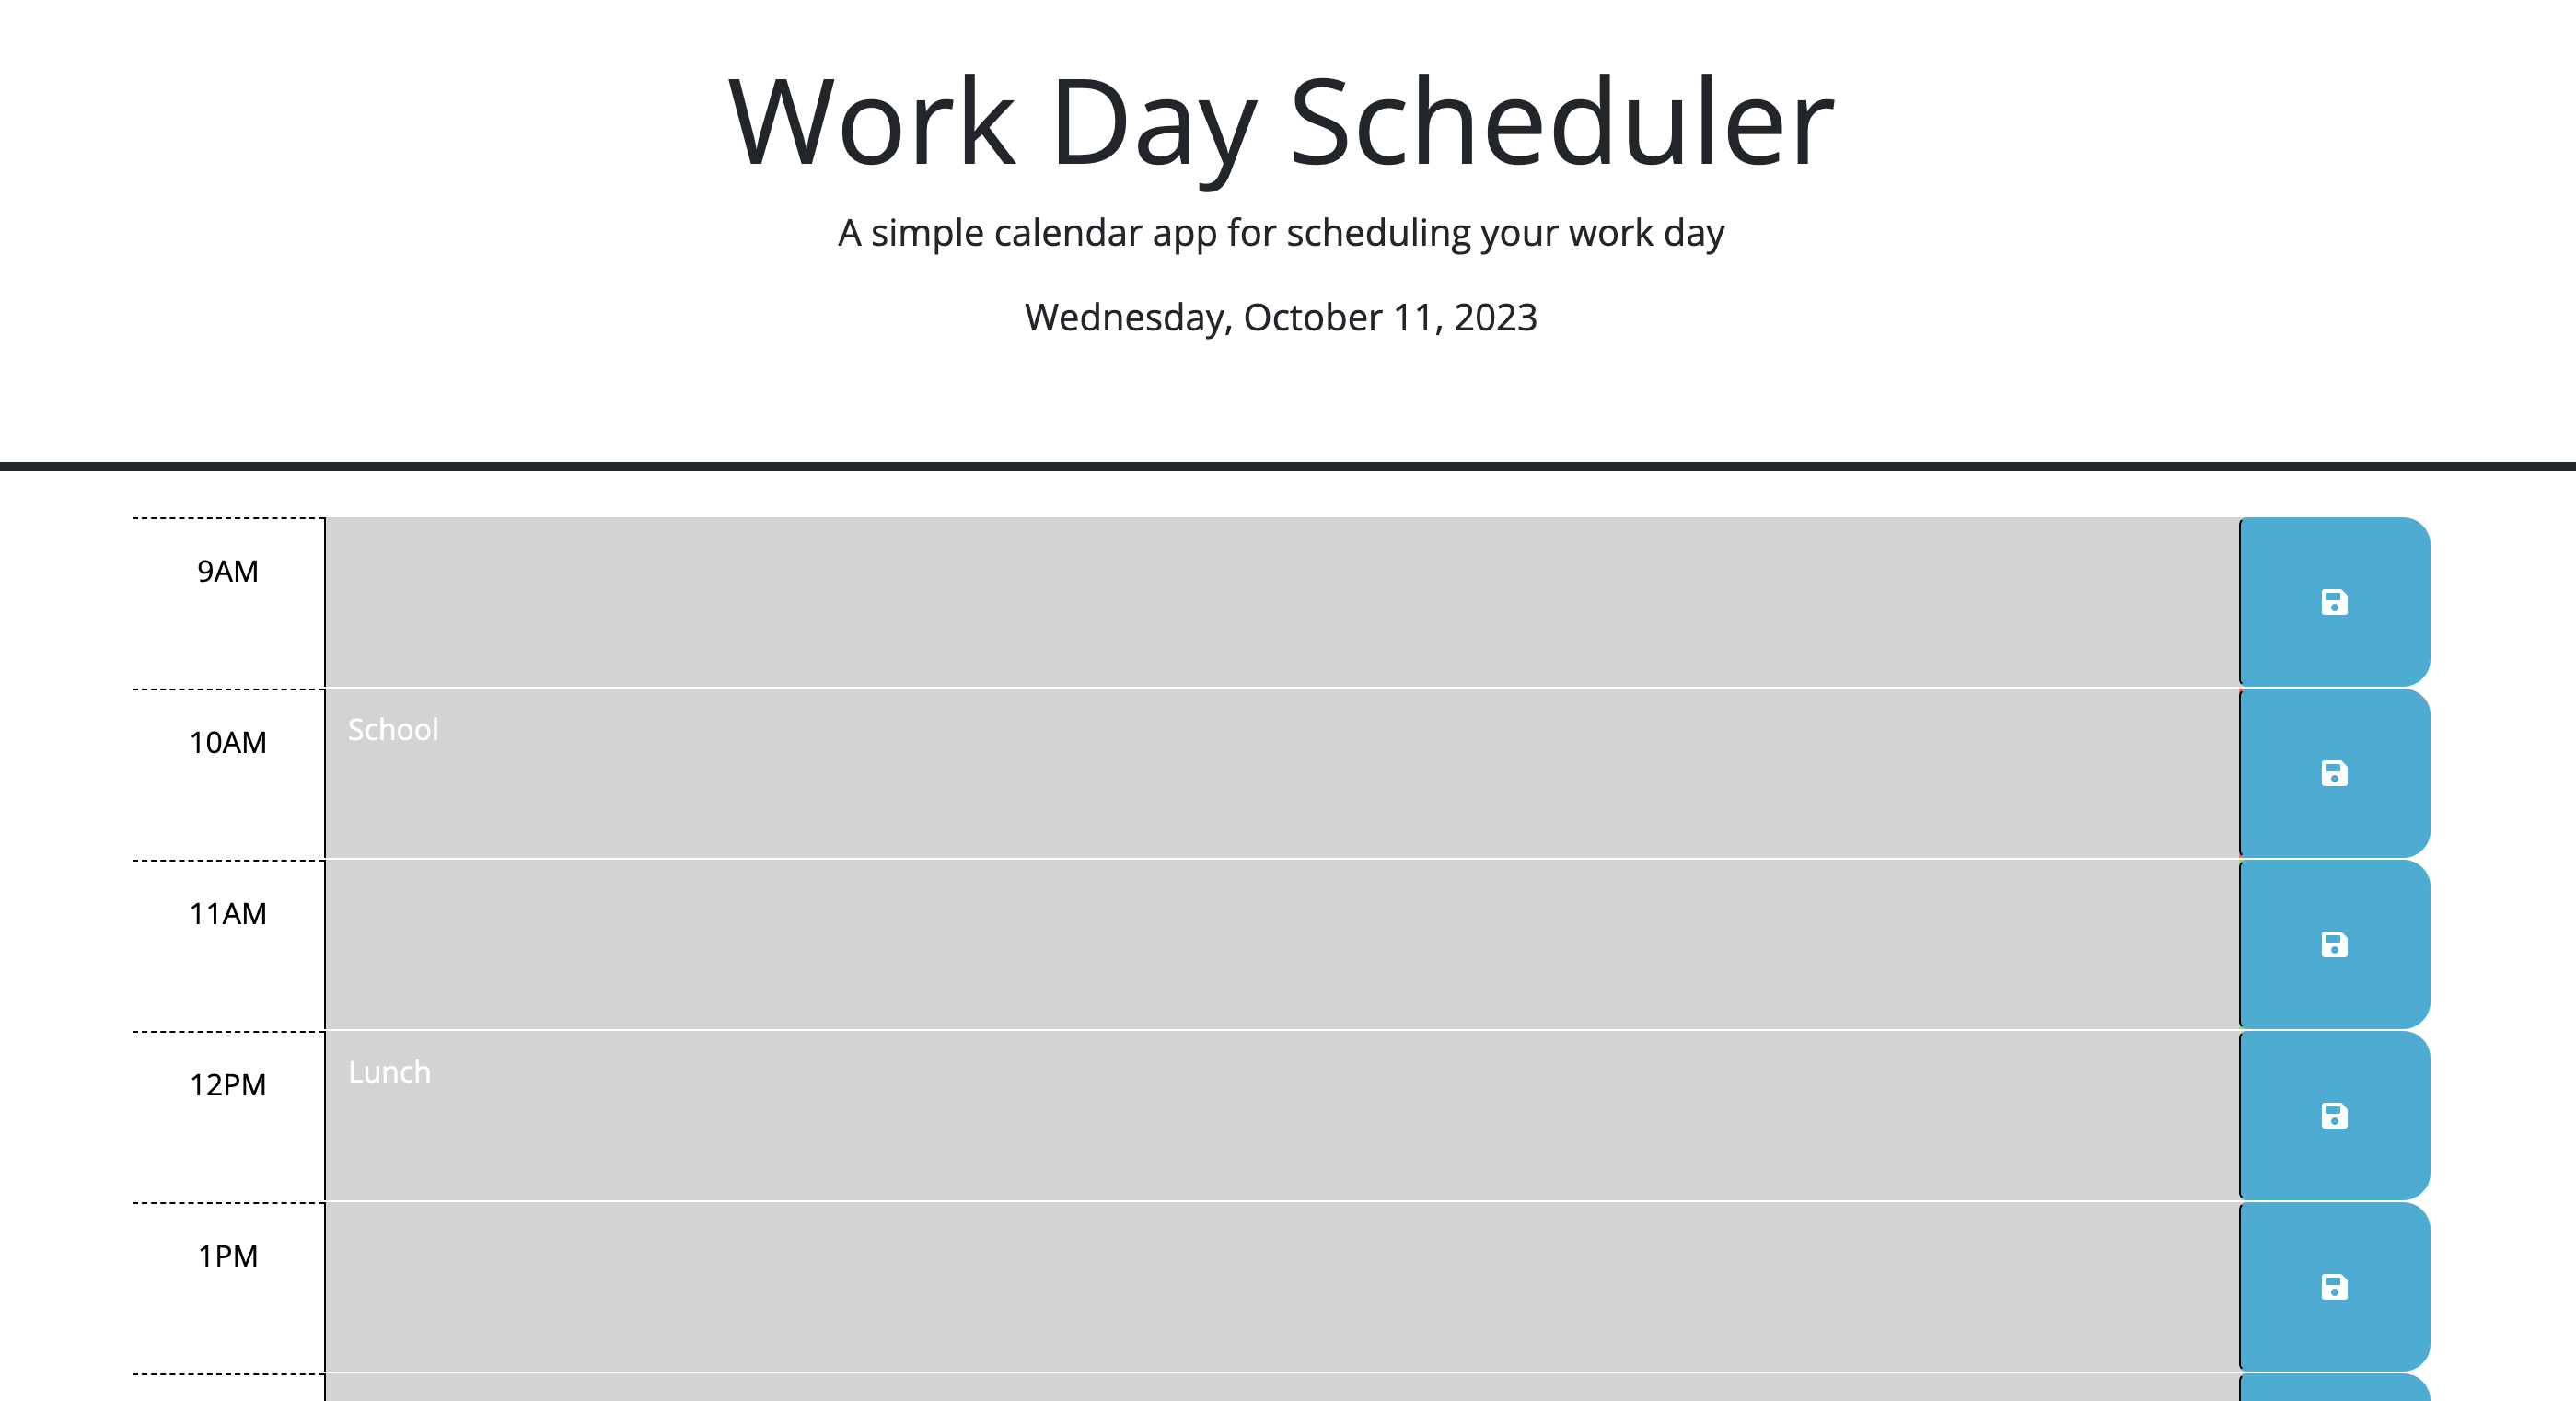 Work Day Scheduler
A simple calendar app for scheduling your work day
Wednesday, October 11, 2023
9AM
10AM
School
11AM
12PM
Lunch
1PM